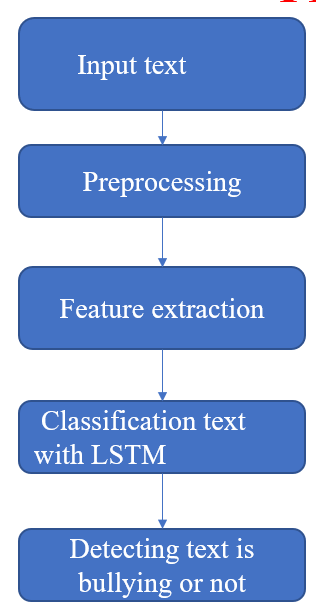 Input text
Preprocessing
Feature extraction
Classification text
with LSTM
Detecting text is
bullying or not